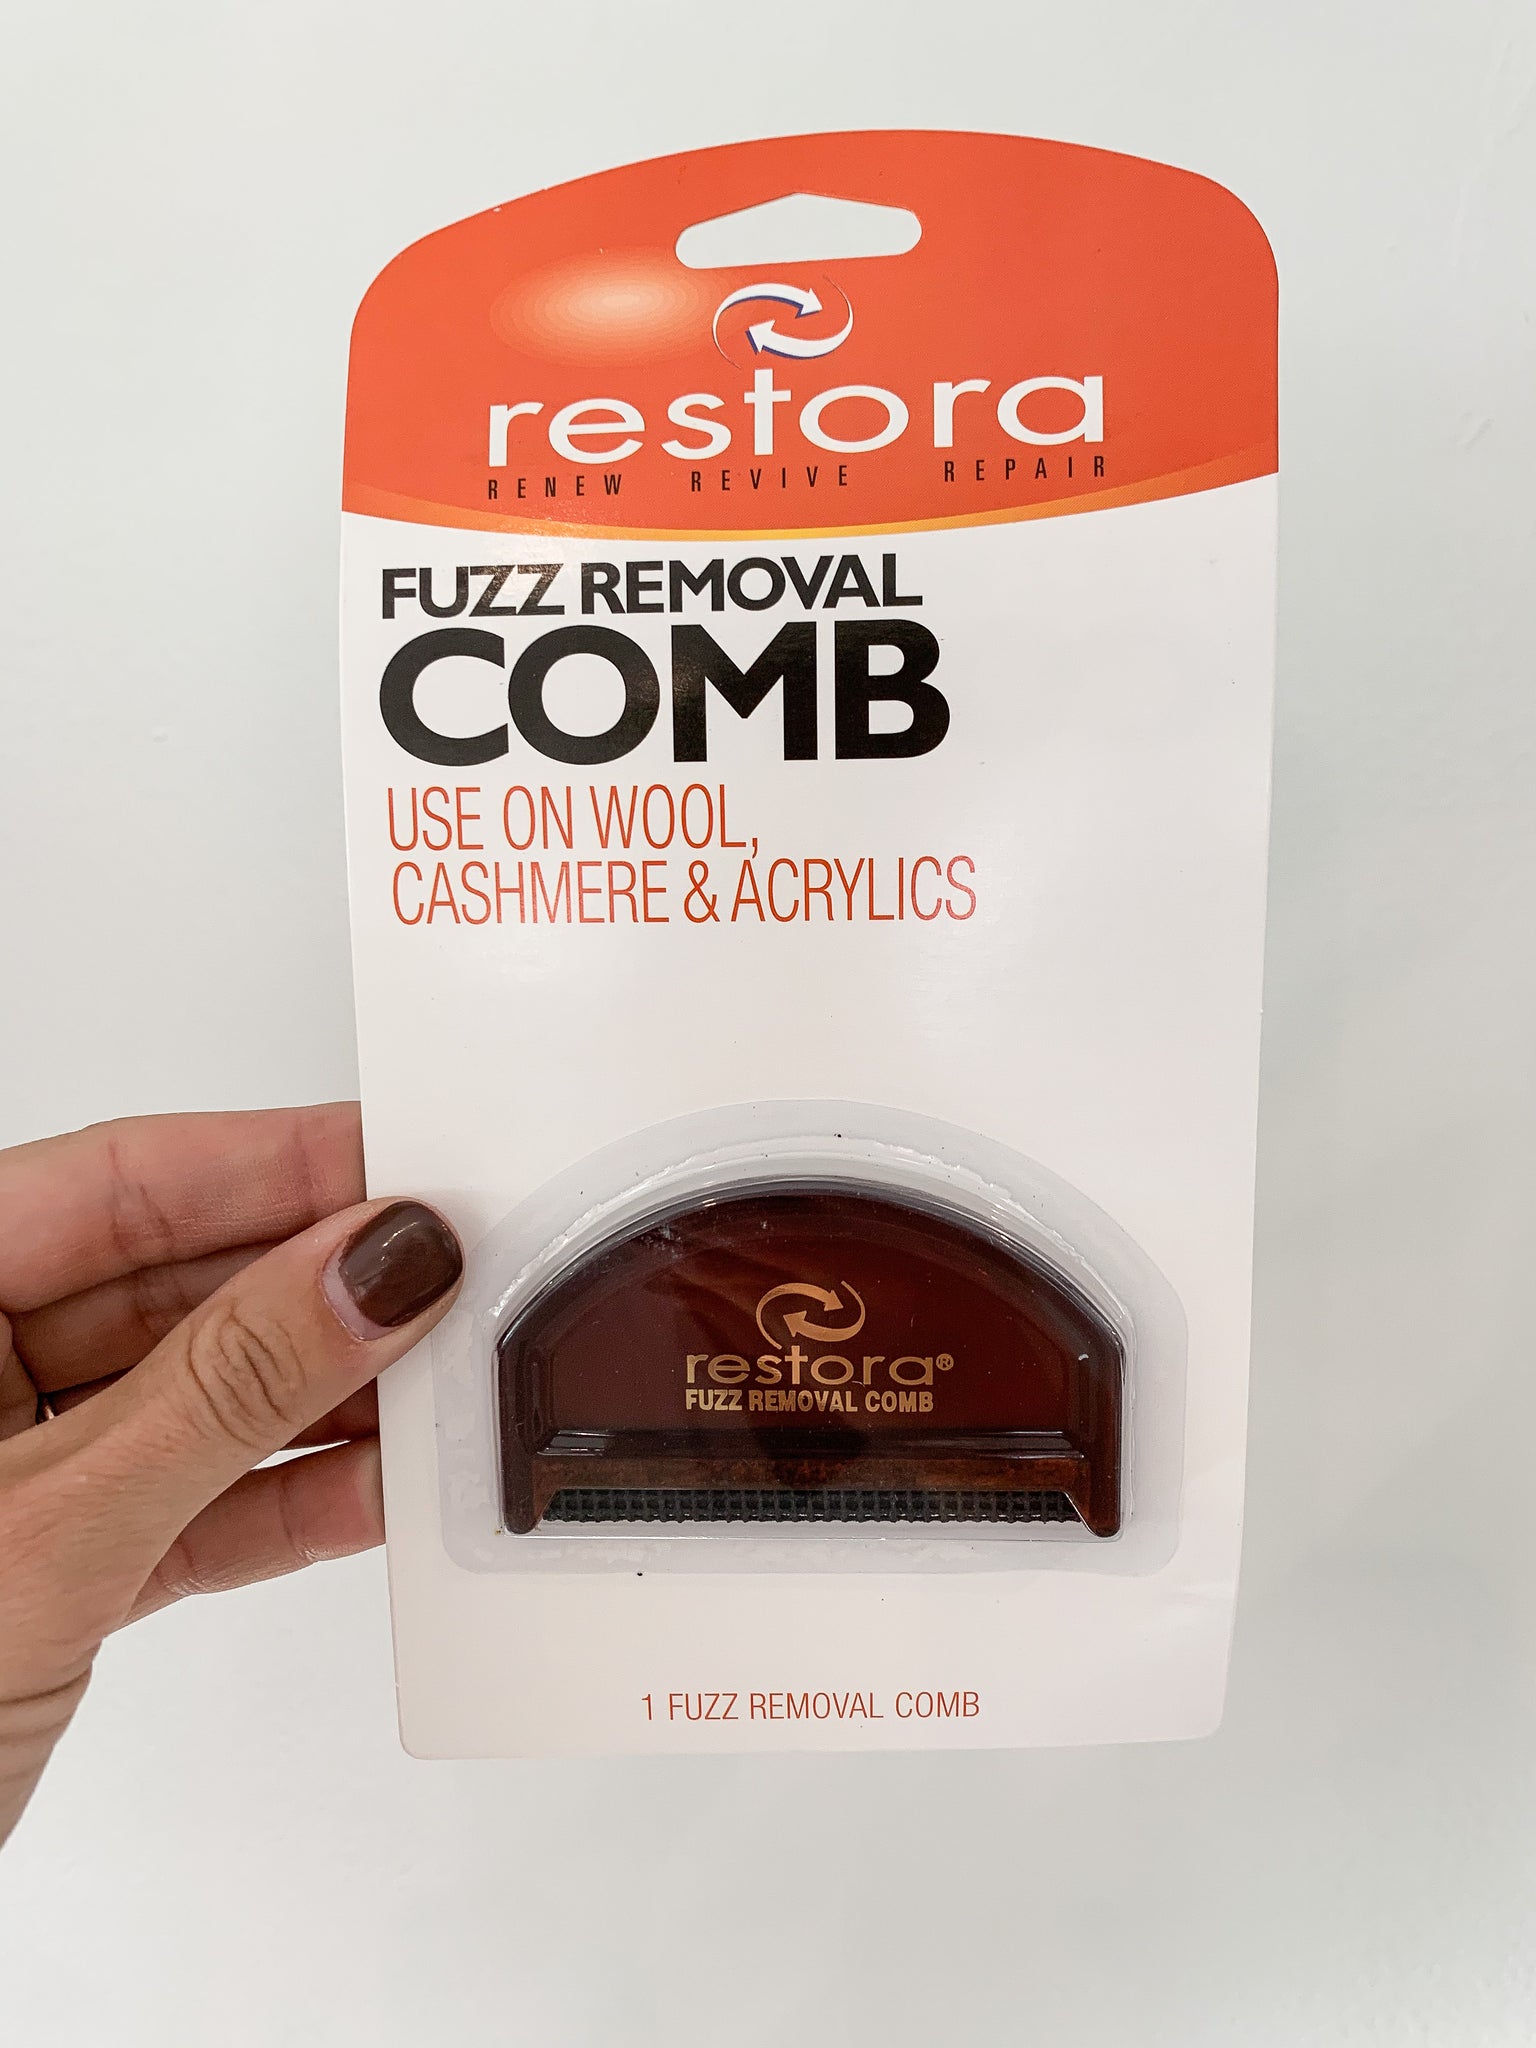 restora
RENEW REVIVE REPAIR
FUZZ REMOVAL
COMB
USE ON WOOL,
CASHMERE & ACRYLICS
restora®
FUZZ REMOVAL COMB
1 FUZZ REMOVAL COMB